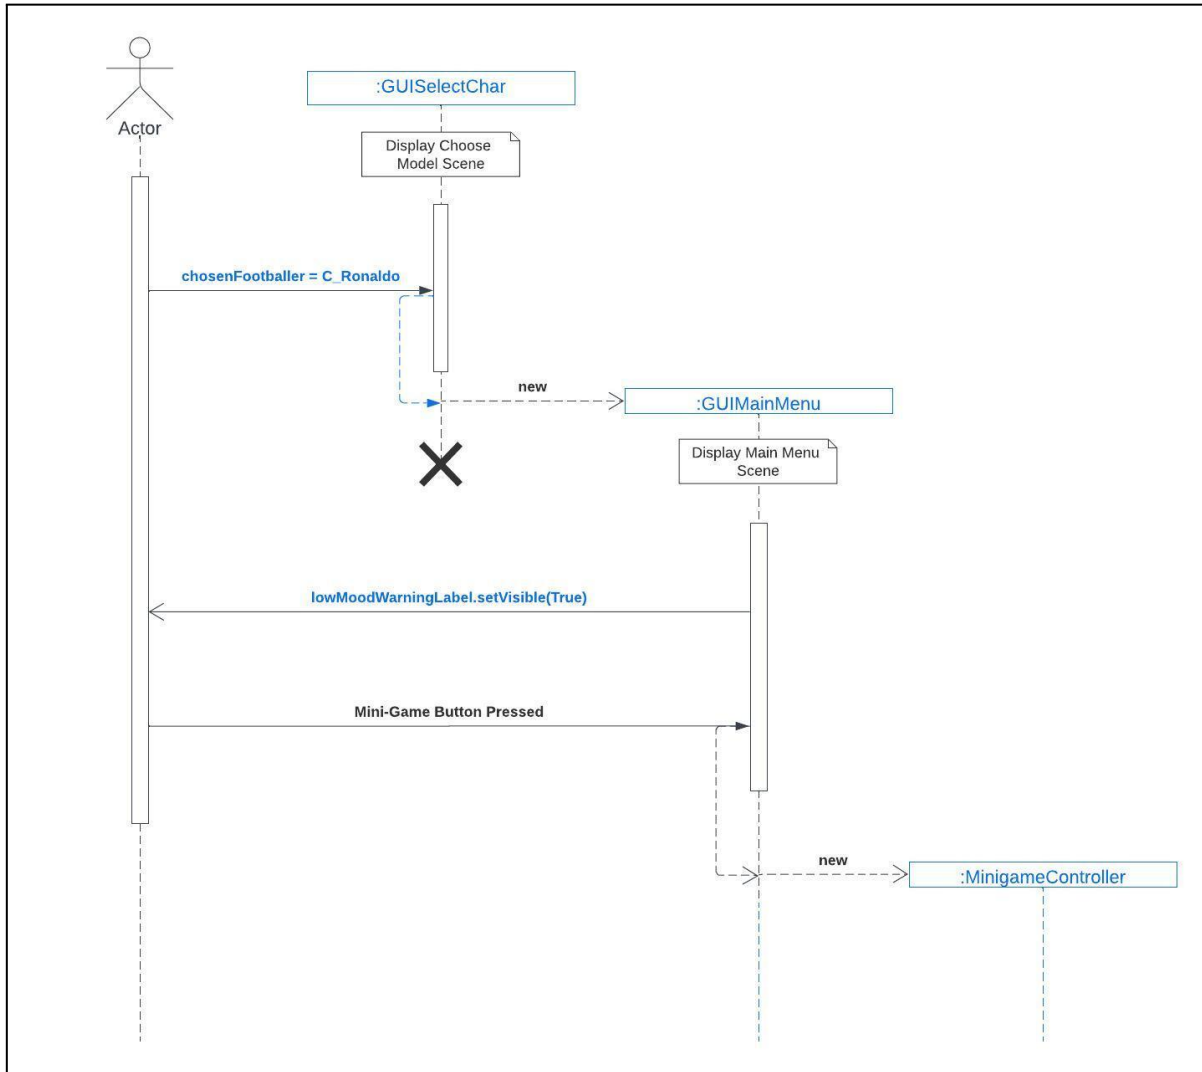 Actor
:GUISelectChar
Display Choose
Model Scene
chosenFootballer = C_Ronaldo
new
:GUIMainMenu
Display Main Menu
Scene
lowMoodWarningLabel.setVisible(True)
Mini-Game Button Pressed
new
:MinigameController